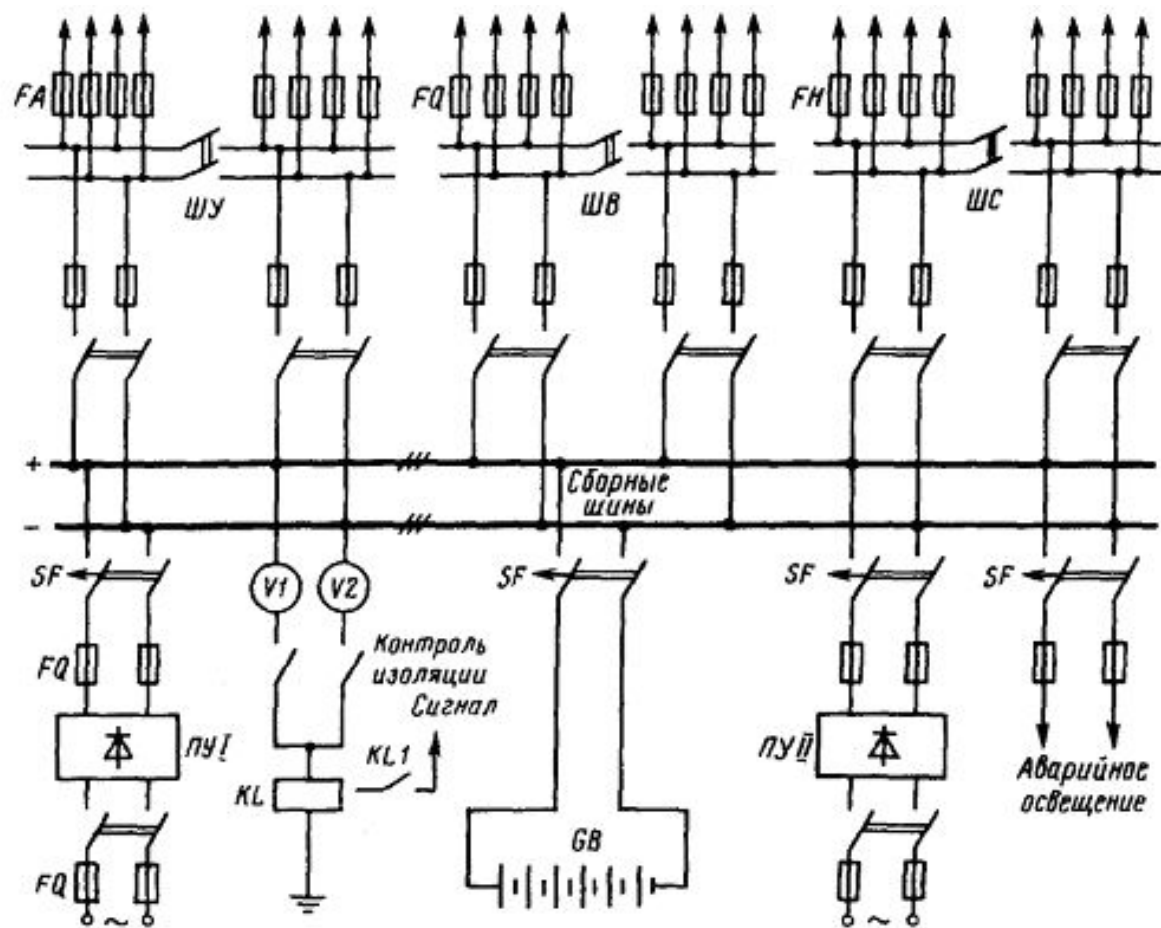 FA
FQ
FH
ШУ
ШВ
ШС
+
Сборные
шины
−
SF
SF
SF
SF
V1
V2
FQ
Контроль
изоляции
Сигнал
ПУI
KL1
ПУII
KL
Аварийное
освещение
GB
FQ
~
~